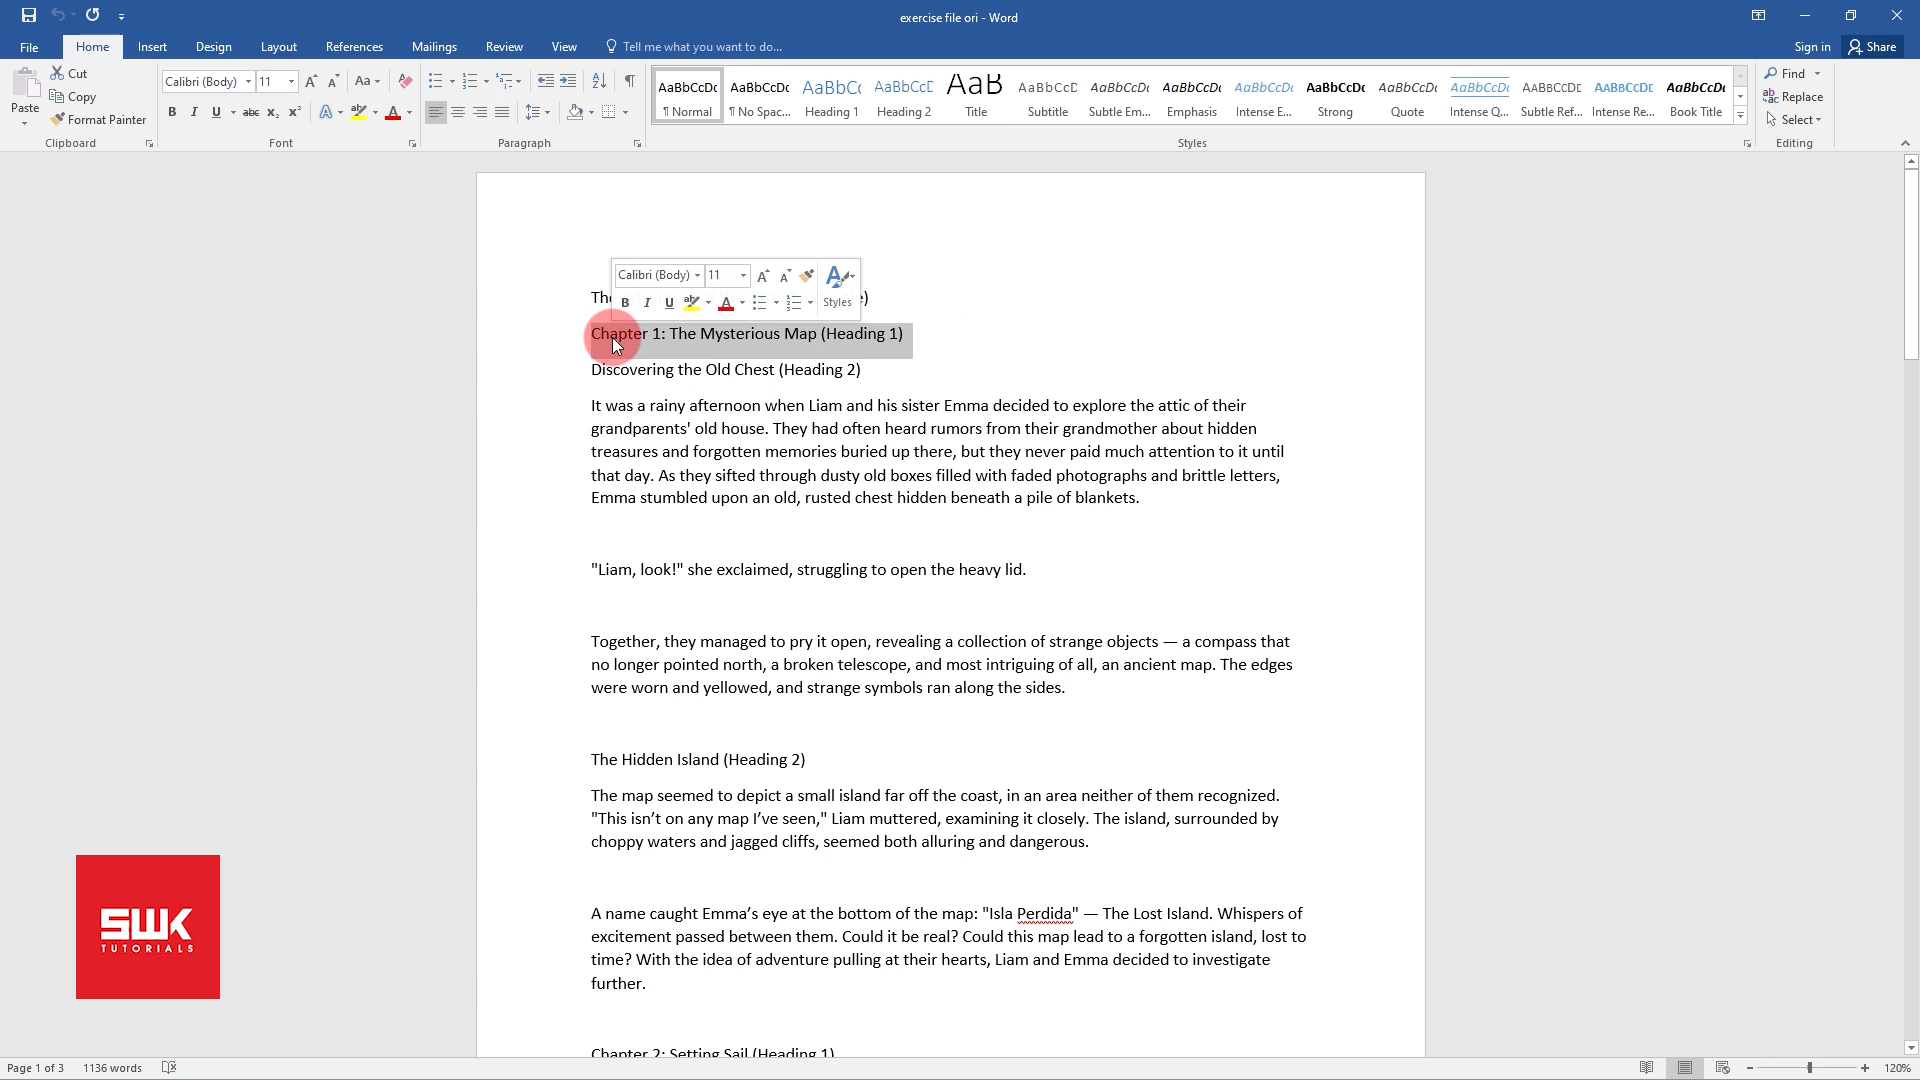 exercise file ori - Word
File Home Insert Design Layout References Mailings Review View Tell me what you want to do... Sign in Share
Paste
Cut
Copy
Format Painter
Clipboard
Calibri (Body) 11 Aa
B I U abc x₂ x² A ab A
Font
Paragraph
AaBbCcDc AaBbCcDc AaBbCc AaBbCcE AaB AaBbCcD AaBbCcDc AaBbCcDc AaBbCcDc AaBbCcDc AaBbCcDc AaBbCcDc AABBCCDE AABBCCDE AaBbCcDc
¶ Normal ¶ No Spac... Heading 1 Heading 2 Title Subtitle Subtle Em... Emphasis Intense E... Strong Quote Intense Q... Subtle Ref... Intense Re... Book Title
Styles
Find
Replace
Select
Editing
Calibri (Body) 11
B I U ab A Styles
Chapter 1: The Mysterious Map (Heading 1)
Discovering the Old Chest (Heading 2)
It was a rainy afternoon when Liam and his sister Emma decided to explore the attic of their
grandparents' old house. They had often heard rumors from their grandmother about hidden
treasures and forgotten memories buried up there, but they never paid much attention to it until
that day. As they sifted through dusty old boxes filled with faded photographs and brittle letters,
Emma stumbled upon an old, rusted chest hidden beneath a pile of blankets.
"Liam, look!" she exclaimed, struggling to open the heavy lid.
Together, they managed to pry it open, revealing a collection of strange objects — a compass that
no longer pointed north, a broken telescope, and most intriguing of all, an ancient map. The edges
were worn and yellowed, and strange symbols ran along the sides.
The Hidden Island (Heading 2)
The map seemed to depict a small island far off the coast, in an area neither of them recognized.
"This isn’t on any map I’ve seen," Liam muttered, examining it closely. The island, surrounded by
choppy waters and jagged cliffs, seemed both alluring and dangerous.
A name caught Emma’s eye at the bottom of the map: "Isla Perdida" — The Lost Island. Whispers of
excitement passed between them. Could it be real? Could this map lead to a forgotten island, lost to
time? With the idea of adventure pulling at their hearts, Liam and Emma decided to investigate
further.
Chapter 2: Setting Sail (Heading 1)
SWK
TUTORIALS
Page 1 of 3 1136 words 120%